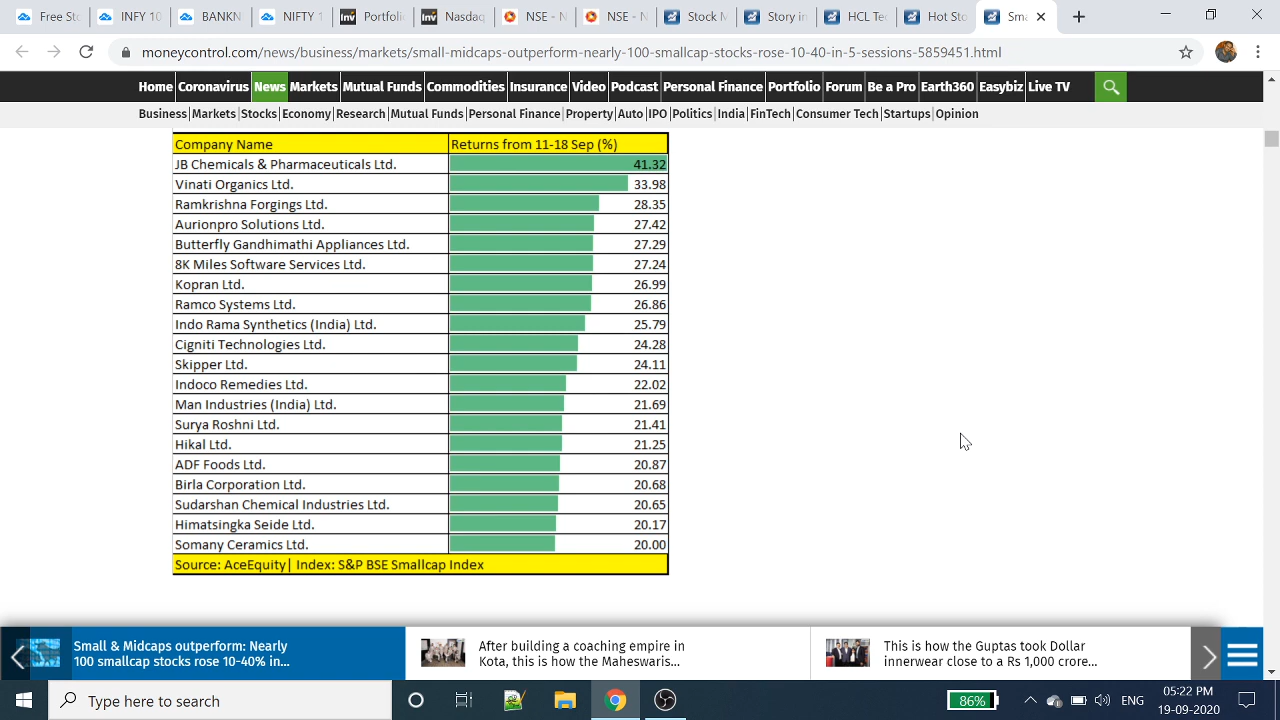 Free Sto
INFY 1
BANKN
NIFTY 1
Portfoli
Nasdaq
NSE - N
NSE - N
Stock M
Story in
HCL Tec
Hot Sto
Sma
moneycontrol.com/news/business/markets/small-midcaps-outperform-nearly-100-smallcap-stocks-rose-10-40-in-5-sessions-5859451.html
Home Coronavirus News Markets Mutual Funds Commodities Insurance Video Podcast Personal Finance Portfolio Forum Be a Pro Earth360 Easybiz Live TV
Business Markets Stocks Economy Research Mutual Funds Personal Finance Property Auto IPO Politics India FinTech Consumer Tech Startups Opinion
Company Name Returns from 11-18 Sep (%)
JB Chemicals & Pharmaceuticals Ltd. 41.32
Vinati Organics Ltd. 33.98
Ramkrishna Forgings Ltd. 28.35
Aurionpro Solutions Ltd. 27.42
Butterfly Gandhimathi Appliances Ltd. 27.29
8K Miles Software Services Ltd. 27.24
Kopran Ltd. 26.99
Ramco Systems Ltd. 26.86
Indo Rama Synthetics (India) Ltd. 25.79
Cigniti Technologies Ltd. 24.28
Skipper Ltd. 24.11
Indoco Remedies Ltd. 22.02
Man Industries (India) Ltd. 21.69
Surya Roshni Ltd. 21.41
Hikal Ltd. 21.25
ADF Foods Ltd. 20.87
Birla Corporation Ltd. 20.68
Sudarshan Chemical Industries Ltd. 20.65
Himatsingka Seide Ltd. 20.17
Somany Ceramics Ltd. 20.00
Source: AceEquity| Index: S&P BSE Smallcap Index
Small & Midcaps outperform: Nearly
100 smallcap stocks rose 10-40% in...
After building a coaching empire in
Kota, this is how the Maheswaris...
This is how the Guptas took Dollar
innerwear close to a Rs 1,000 crore...
Type here to search
86%
ENG
05:22 PM
19-09-2020